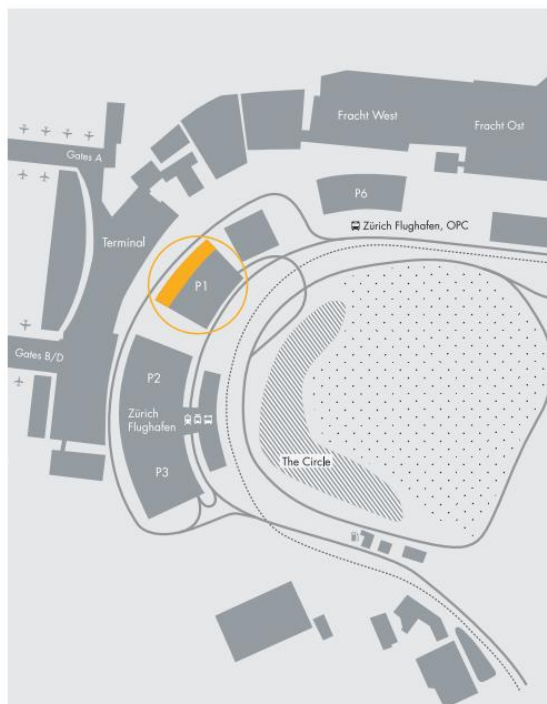 Fracht West
Fracht Ost
Gates A
P6
Zürich Flughafen, OPC
Terminal
P1
Gates B/D
P2
Zürich
Flughafen
P3
The Circle